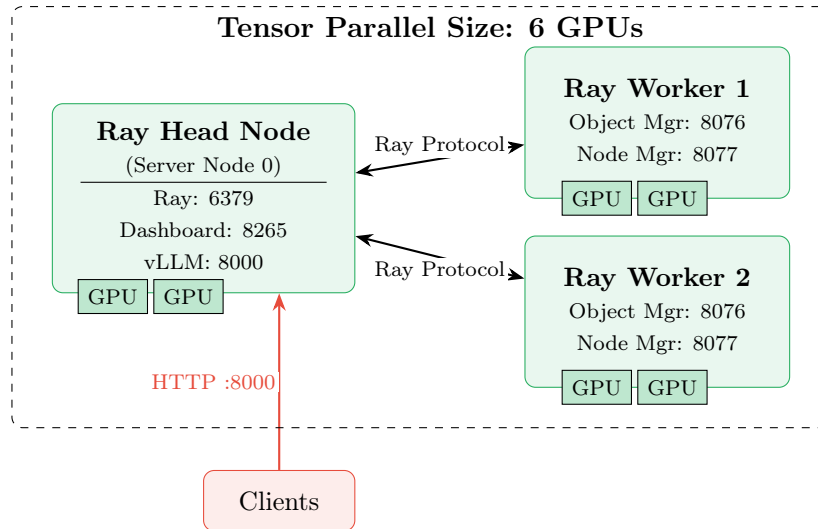 Tensor Parallel Size: 6 GPUs
Ray Head Node
(Server Node 0)
Ray: 6379
Dashboard: 8265
vLLM: 8000
GPU GPU
Ray Protocol
Ray Protocol
Ray Worker 1
Object Mgr: 8076
Node Mgr: 8077
GPU GPU
Ray Worker 2
Object Mgr: 8076
Node Mgr: 8077
GPU GPU
HTTP :8000
Clients